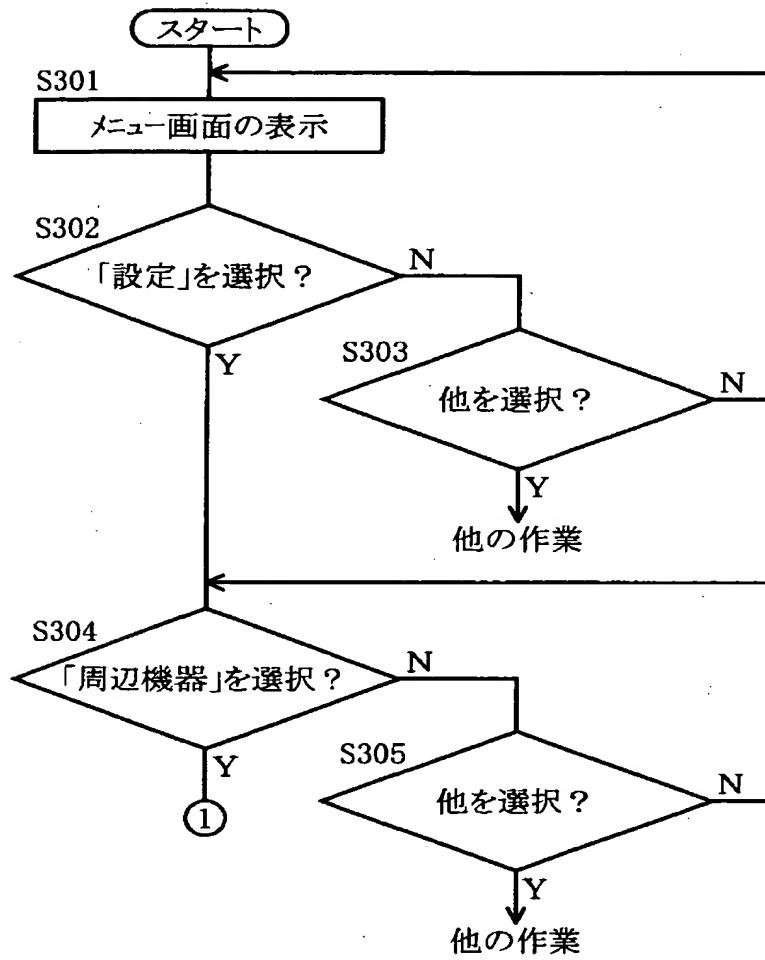 スタート
S301
メニュー画面の表示
S302
「設定」を選択？
N
Y
S303
他を選択？
N
Y
他の作業
S304
「周辺機器」を選択？
N
Y
①
S305
他を選択？
N
Y
他の作業